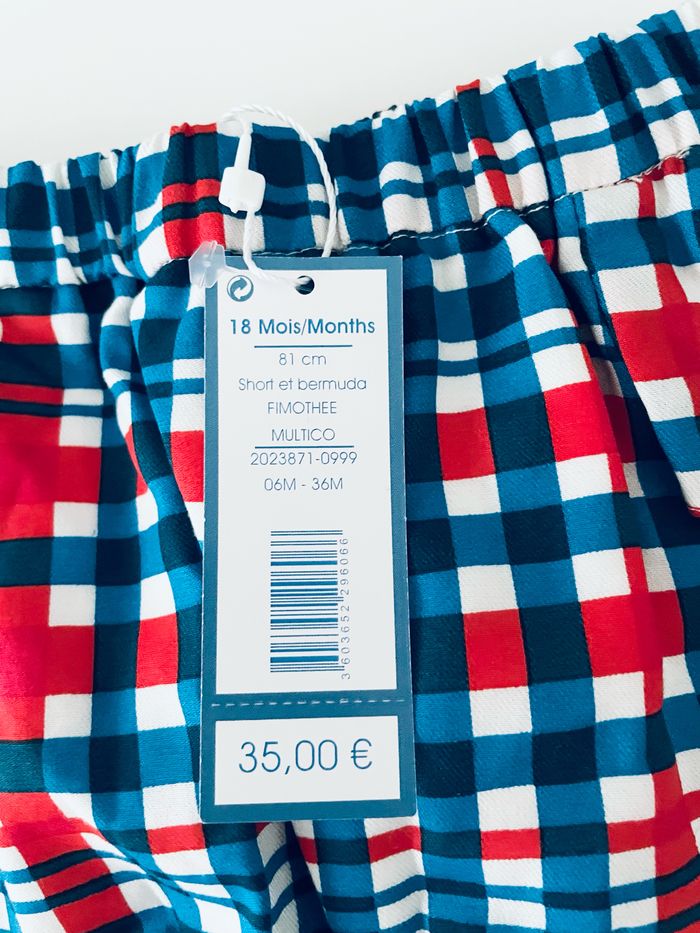 18 Mois/Months
81 cm
Short et bermuda
FIMOTHEE
MULTICO
2023871-0999
06M - 36M
3603652296066
35,00 €